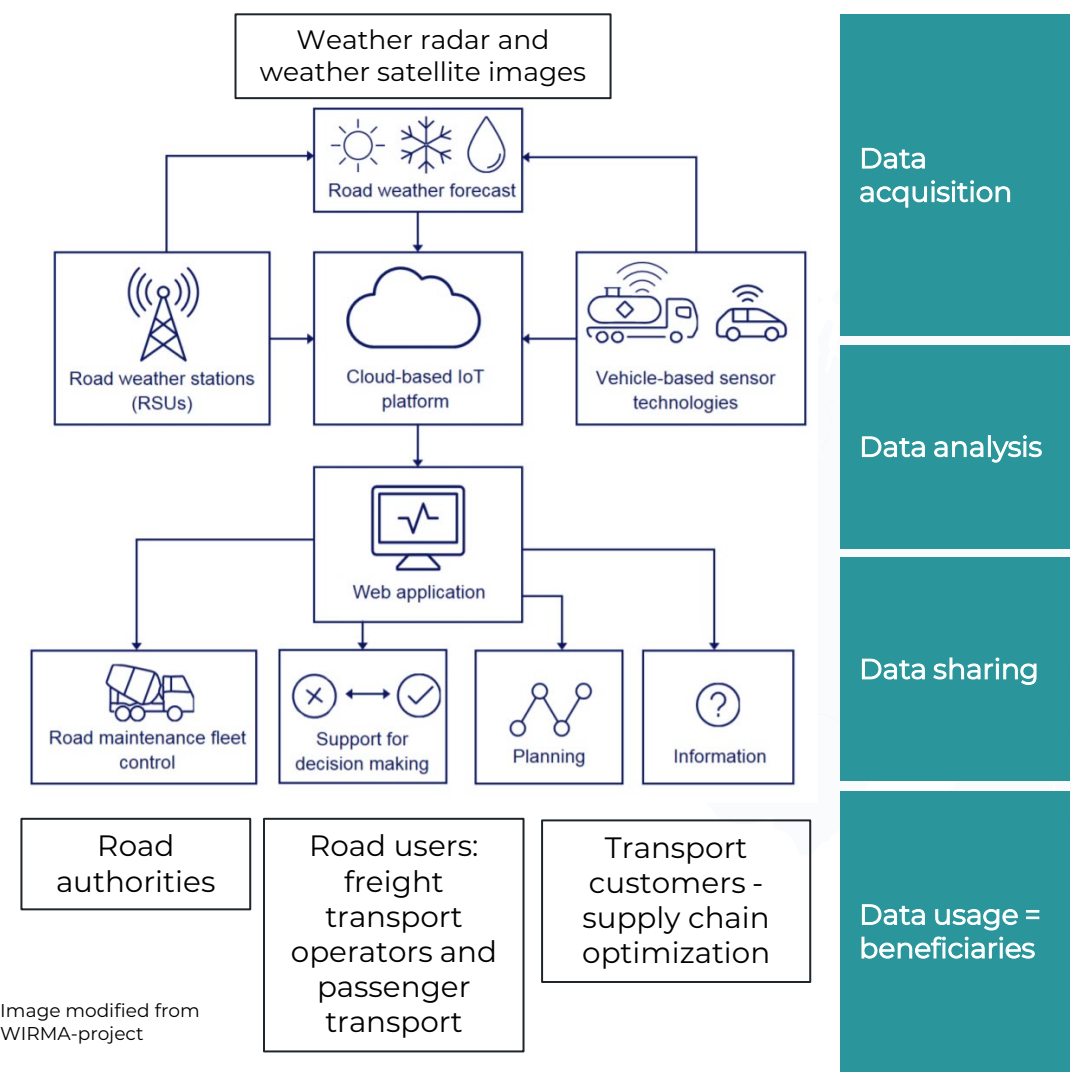 Weather radar and
weather satellite images
Road weather forecast
Data
acquisition
Road weather stations
(RSUs)
Cloud-based IoT
platform
Vehicle-based sensor
technologies
Data analysis
Web application
Data sharing
Road maintenance fleet
control
Support for
decision making
Planning
?
Information
Road
authorities
Road users:
freight
transport
operators and
passenger
transport
Transport
customers -
supply chain
optimization
Data usage =
beneficiaries
Image modified from
WIRMA-project